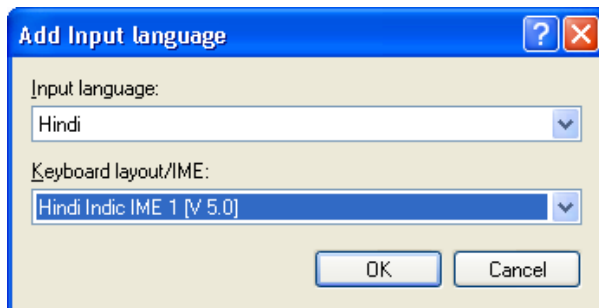 Add Input language
Input language:
Hindi
Keyboard layout/IME:
Hindi Indic IME 1 [V 5.0]
OK Cancel